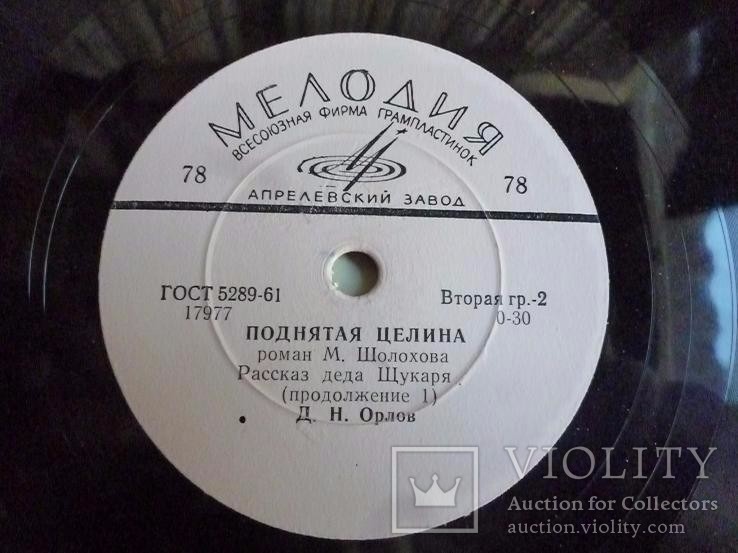 МЕЛОДИЯ
ВСЕСОЮЗНАЯ ФИРМА ГРАМПЛАСТИНОК
78 78
АПРЕЛЕВСКИЙ ЗАВОД
ГОСТ 5289-61 Вторая гр.-2
17977 0-30
ПОДНЯТАЯ ЦЕЛИНА
роман М. Шолохова
Рассказ деда Щукаря
(продолжение 1)
Д. Н. Орлов
VIOLITY
Auction for Collectors
auction.violity.com